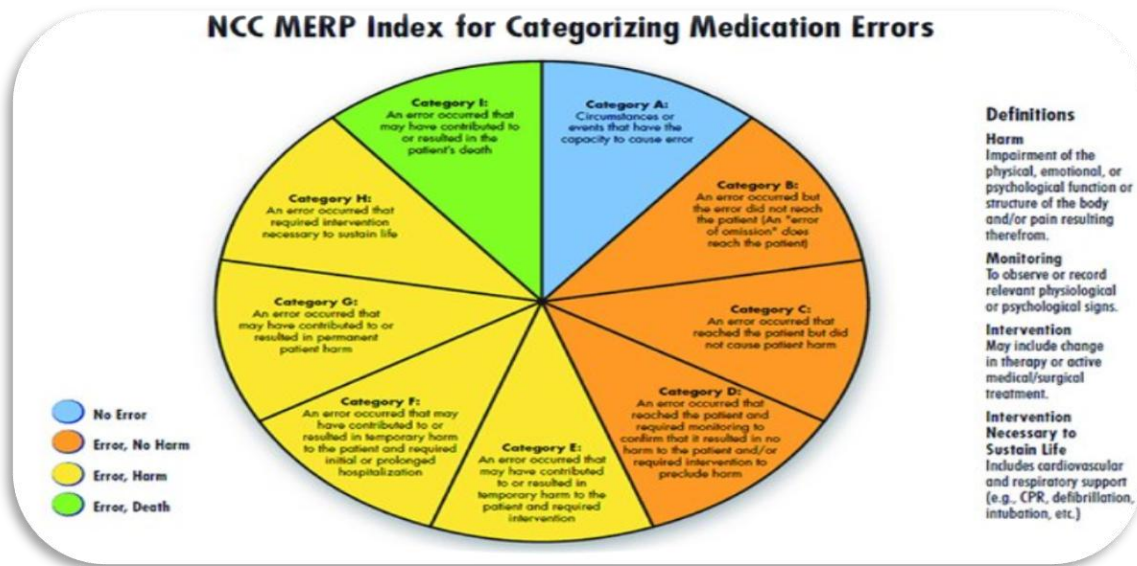 NCC MERP Index for Categorizing Medication Errors
Category I:
An error occurred that
may have contributed to
or resulted in the
patient's death
Category A:
Circumstances or
events that have the
capacity to cause error
Category B:
An error occurred but
the error did not reach
the patient (An "error
of omission" does
reach the patient)
Category C:
An error occurred that
reached the patient but did
not cause patient harm
Category D:
An error occurred that
reached the patient and
required monitoring to
confirm that it resulted in no
harm to the patient and/or
required intervention to
preclude harm
Category E:
An error occurred that
may have contributed
to or resulted in
temporary harm to the
patient and required
intervention
Category F:
An error occurred that may
have contributed to or
resulted in temporary harm
to the patient and required
initial or prolonged
hospitalization
Category G:
An error occurred that
may have contributed to or
resulted in permanent
patient harm
Category H:
An error occurred that
required intervention
necessary to sustain life
No Error
Error, No Harm
Error, Harm
Error, Death
Definitions
Harm
Impairment of the
physical, emotional, or
psychological function or
structure of the body
and/or pain resulting
therefrom.
Monitoring
To observe or record
relevant physiological
or psychological signs.
Intervention
May include change
in therapy or active
medical/surgical
treatment.
Intervention
Necessary to
Sustain Life
Includes cardiovascular
and respiratory support
(e.g., CPR, defibrillation,
intubation, etc.)